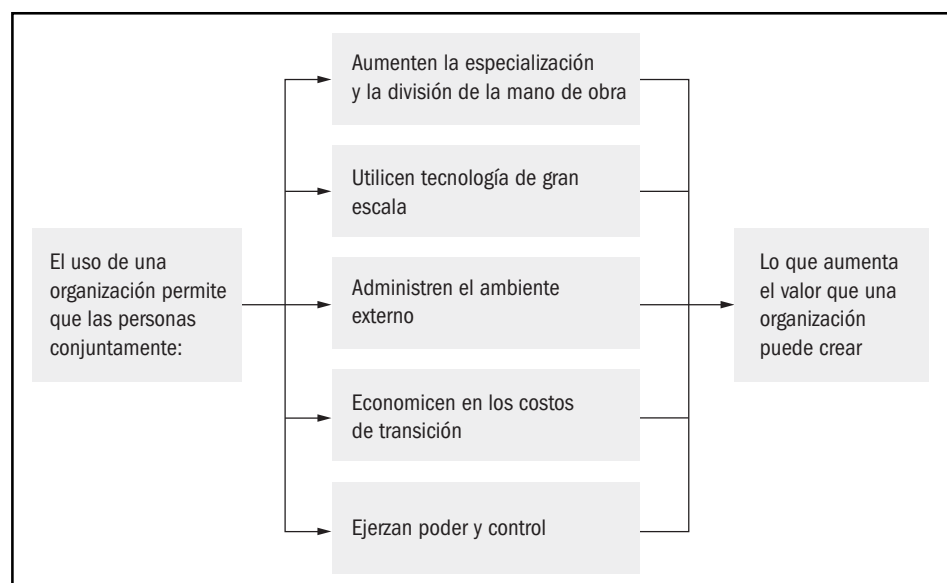 Aumenten la especialización
y la división de la mano de obra
Utilicen tecnología de gran
escala
El uso de una
organización permite
que las personas
conjuntamente:
Administren el ambiente
externo
Lo que aumenta
el valor que una
organización
puede crear
Economicen en los costos
de transición
Ejerzan poder y control